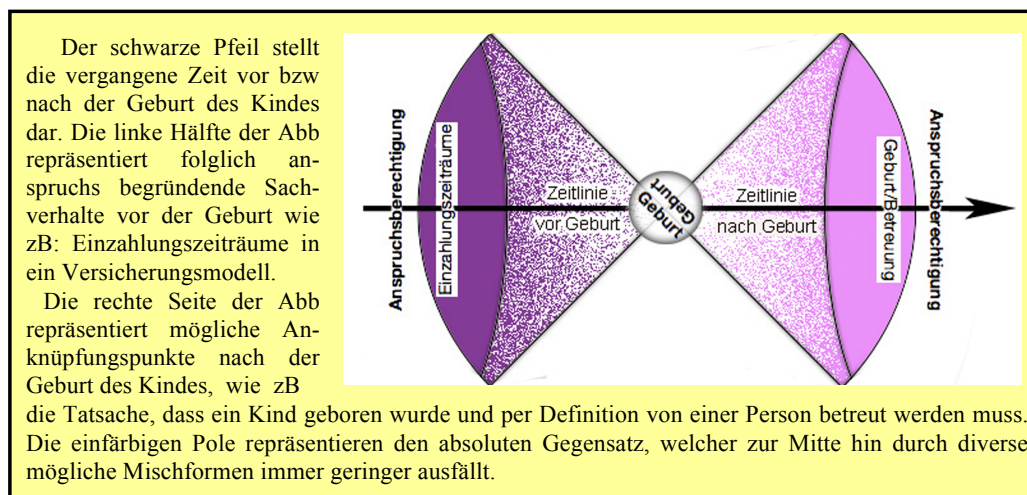 Der schwarze Pfeil stellt
die vergangene Zeit vor bzw
nach der Geburt des Kindes
dar. Die linke Hälfte der Abb
repräsentiert folglich an-
spruchs begründende Sach-
verhalte vor der Geburt wie
zB: Einzahlungszeiträume in
ein Versicherungsmodell.
Die rechte Seite der Abb
repräsentiert mögliche An-
knüpfungspunkte nach der
Geburt des Kindes, wie zB
die Tatsache, dass ein Kind geboren wurde und per Definition von einer Person betreut werden muss.
Die einfärbigen Pole repräsentieren den absoluten Gegensatz, welcher zur Mitte hin durch diverse
mögliche Mischformen immer geringer ausfällt.
Anspruchsberechtigung
Einzahlungszeiträume
Zeitlinie
vor Geburt
Geburt
Geburt
Zeitlinie
nach Geburt
Geburt/Betreuung
Anspruchsberechtigung